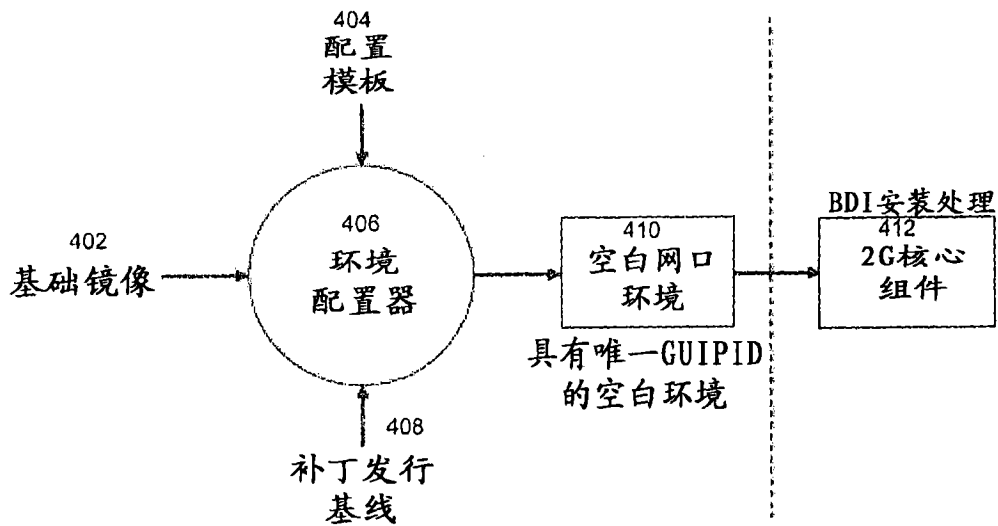 404
配置
模板
402
基础镜像
406
环境
配置器
408
补丁发行
基线
410
空白网口
环境
具有唯一GUIPID
的空白环境
BDI安装处理
412
2G核心
组件